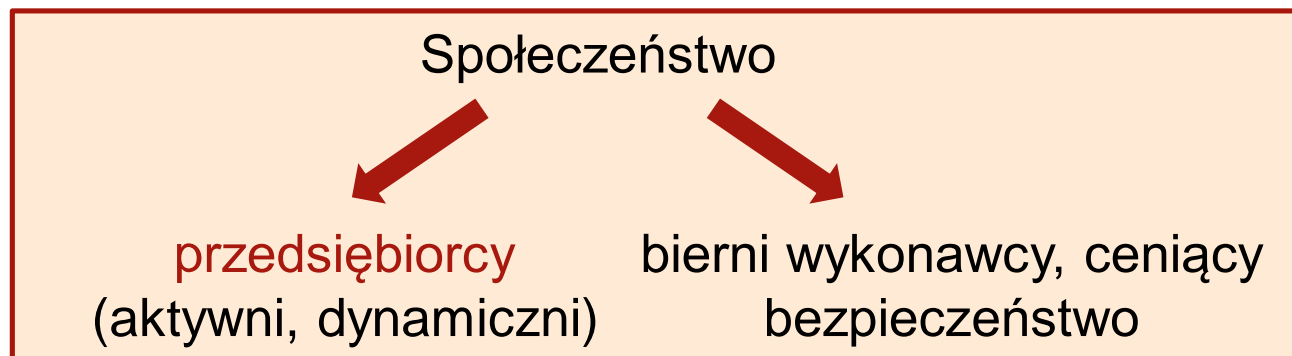 Społeczeństwo
przedsiębiorcy
(aktywni, dynamiczni)
bierni wykonawcy, ceniący
bezpieczeństwo